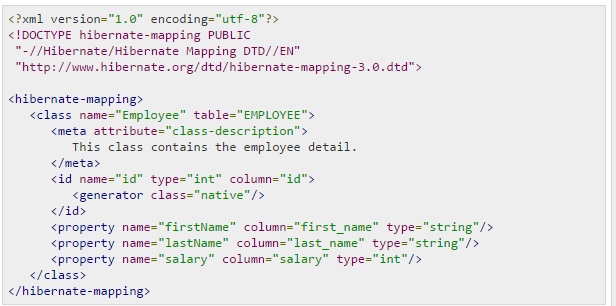 <?xml version="1.0" encoding="utf-8"?>
<!DOCTYPE hibernate-mapping PUBLIC
 "-//Hibernate/Hibernate Mapping DTD//EN"
 "http://www.hibernate.org/dtd/hibernate-mapping-3.0.dtd">

<hibernate-mapping>
   <class name="Employee" table="EMPLOYEE">
      <meta attribute="class-description">
         This class contains the employee detail.
      </meta>
      <id name="id" type="int" column="id">
         <generator class="native"/>
      </id>
      <property name="firstName" column="first_name" type="string"/>
      <property name="lastName" column="last_name" type="string"/>
      <property name="salary" column="salary" type="int"/>
   </class>
</hibernate-mapping>